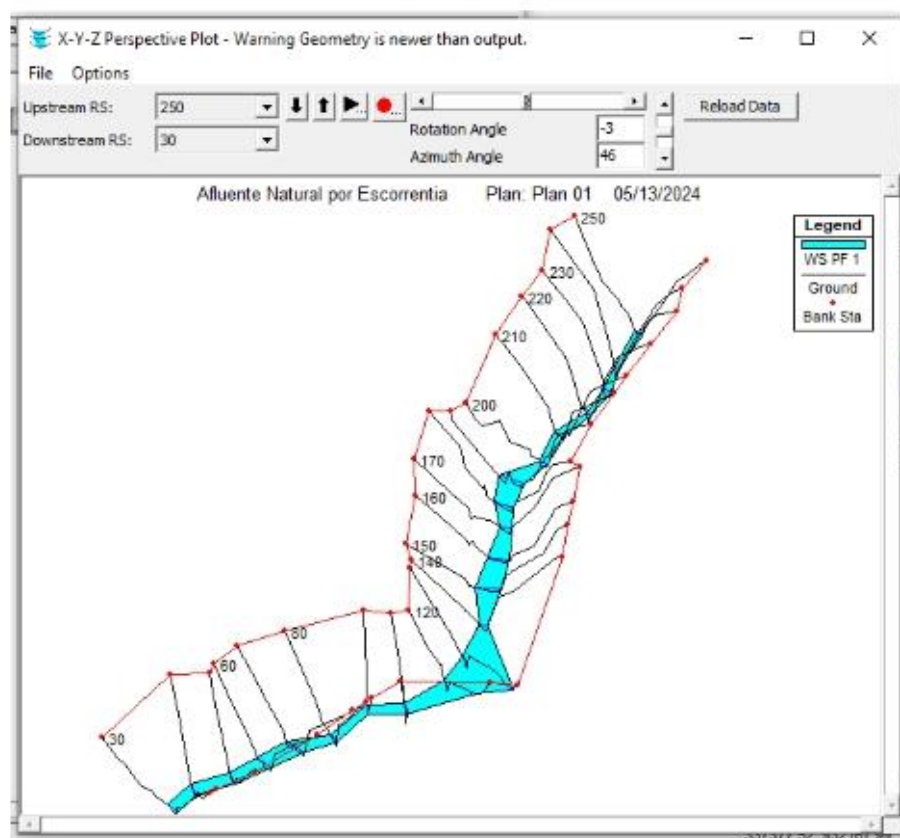 X-Y-Z Perspective Plot - Warning Geometry is newer than output.
File Options
Upstream RS: 250
Downstream RS: 30
Rotation Angle -3
Azimuth Angle 46
Reload Data
Afluente Natural por Escorrentia Plan: Plan 01 05/13/2024
Legend
WS PF 1
Ground
Bank Sta
250
230
220
210
200
170
160
150
140
120
80
60
30